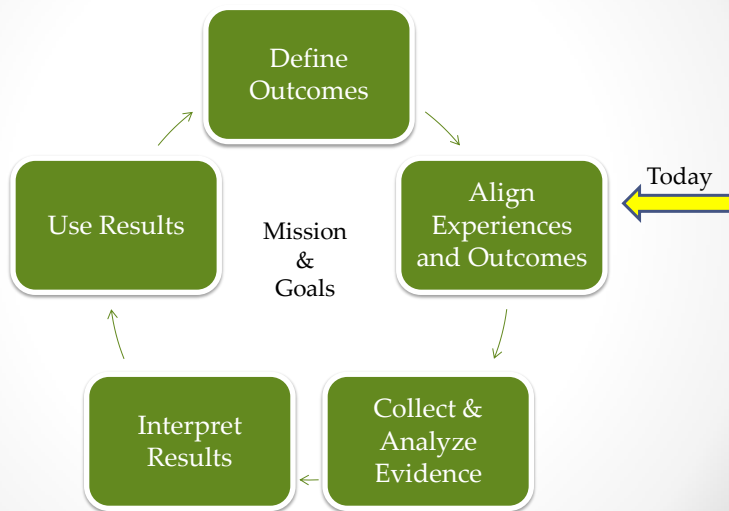 Define
Outcomes
Align
Experiences
and Outcomes
Today
Use Results
Mission
&
Goals
Interpret
Results
Collect &
Analyze
Evidence